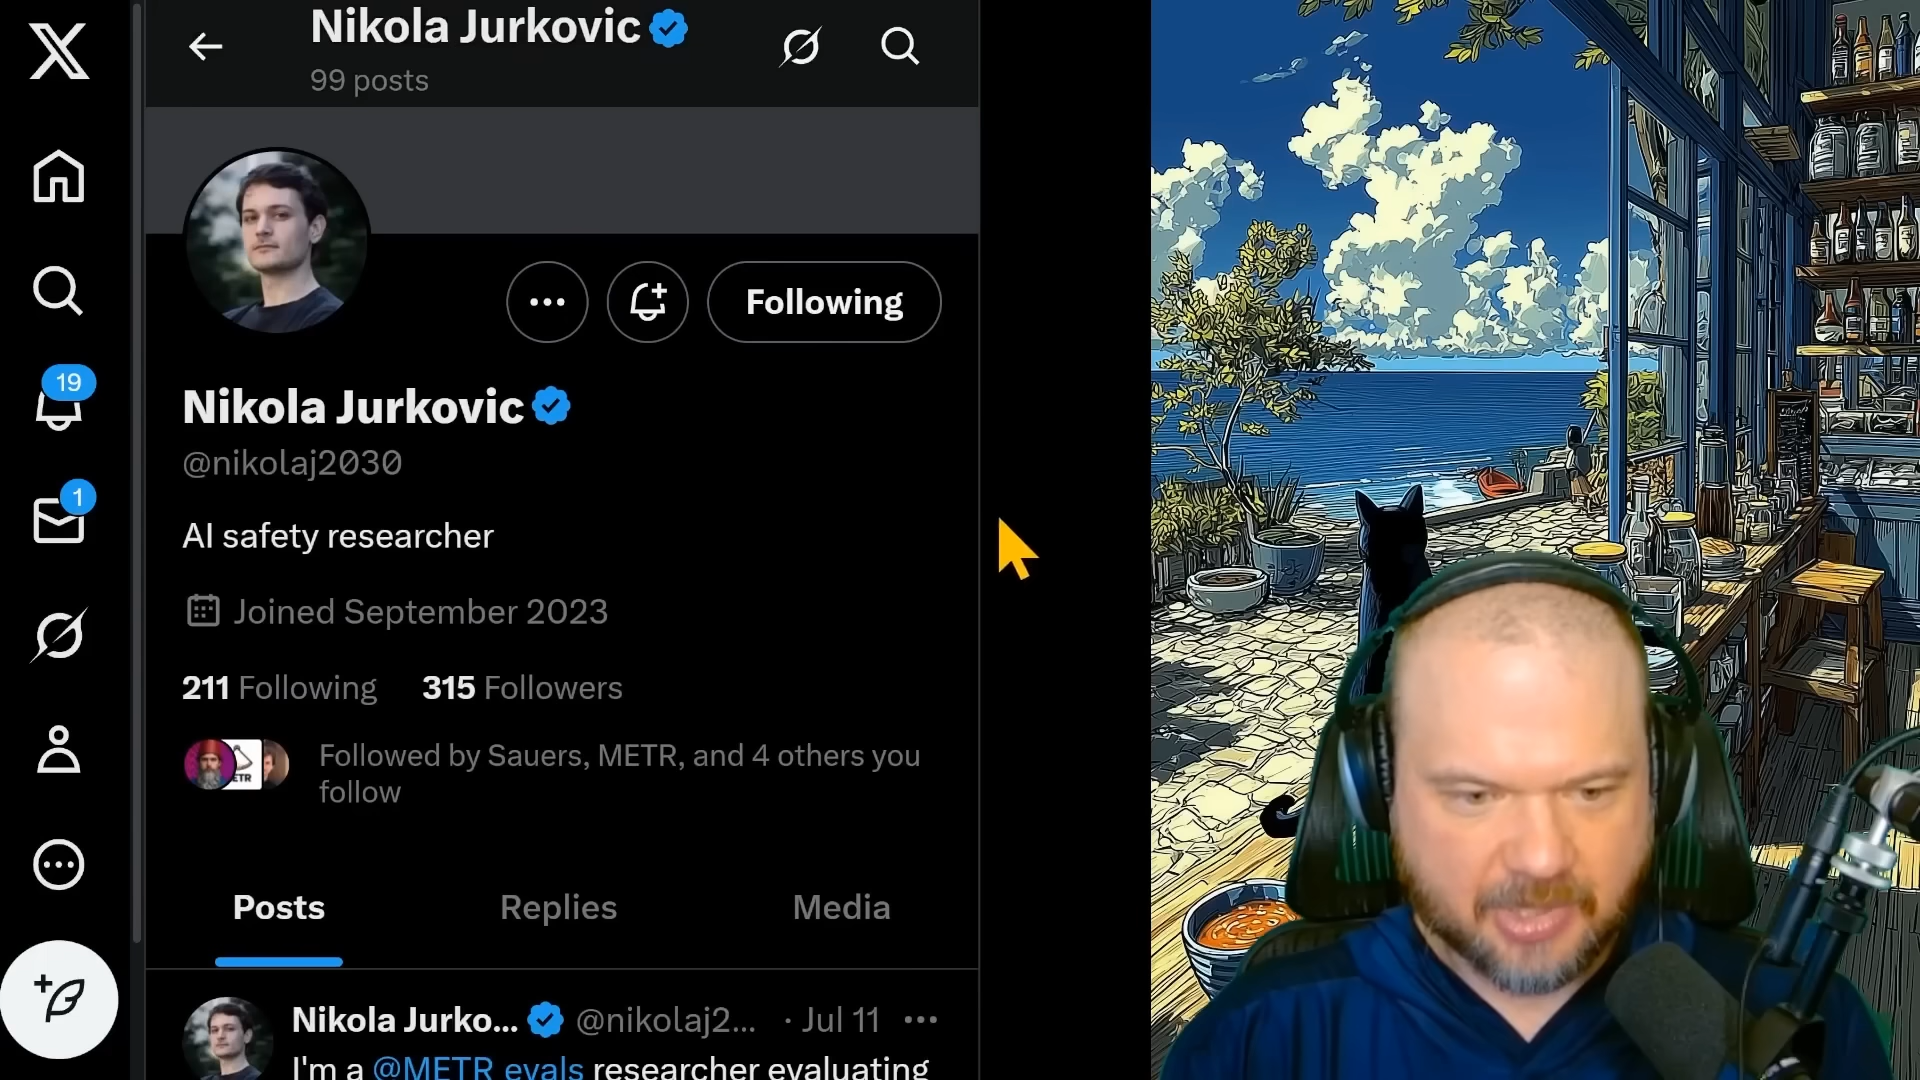 Nikola Jurkovic
99 posts
Following
Nikola Jurkovic
@nikolaj2030
AI safety researcher
Joined September 2023
211 Following 315 Followers
Followed by Sauers, METR, and 4 others you
follow
ETR
Posts Replies Media
Nikola Jurko... @nikolaj2... · Jul 11
I'm a @METR_evals researcher evaluating
19
1